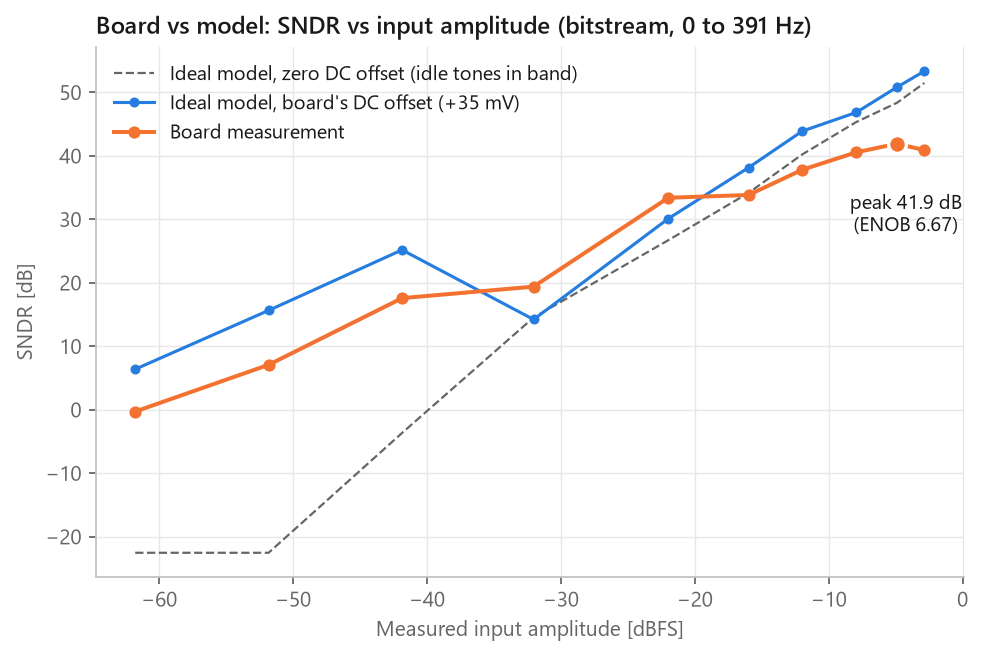 Board vs model: SNDR vs input amplitude (bitstream, 0 to 391 Hz)
Ideal model, zero DC offset (idle tones in band)
Ideal model, board's DC offset (+35 mV)
Board measurement
50
40
30
20
10
0
−10
−20
SNDR [dB]
peak 41.9 dB
(ENOB 6.67)
−60
−50
−40
−30
−20
−10
0
Measured input amplitude [dBFS]